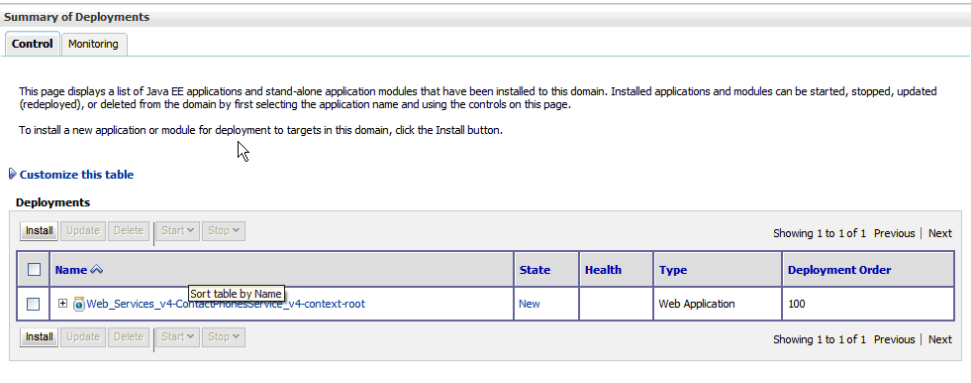 Summary of Deployments
Control Monitoring
This page displays a list of Java EE applications and stand-alone application modules that have been installed to this domain. Installed applications and modules can be started, stopped, updated
(redeployed), or deleted from the domain by first selecting the application name and using the controls on this page.
To install a new application or module for deployment to targets in this domain, click the Install button.
Customize this table
Deployments
Install Update Delete Start Stop Showing 1 to 1 of 1 Previous | Next
Name State Health Type Deployment Order
Sort table by Name
Web_Services_v4-ContactPhonesService_v4-context-root New Web Application 100
Install Update Delete Start Stop Showing 1 to 1 of 1 Previous | Next